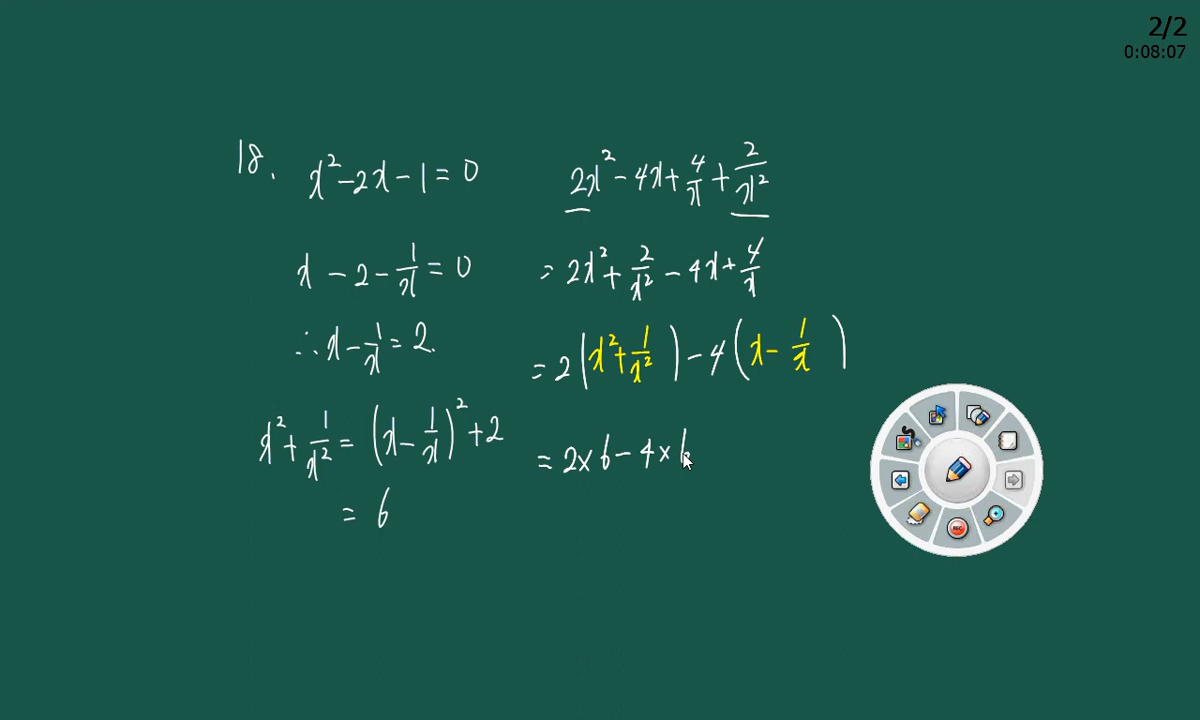 2/2
0:08:07
18. x²-2x-1=0
x-2-1/x=0
∴x-1/x=2.
x²+1/x²=(x-1/x)²+2
=6
2x²-4x+4/x+2/x²
=2x²+2/x²-4x+4/x
=2(x²+1/x²)-4(x-1/x)
=2×6-4×6
REC